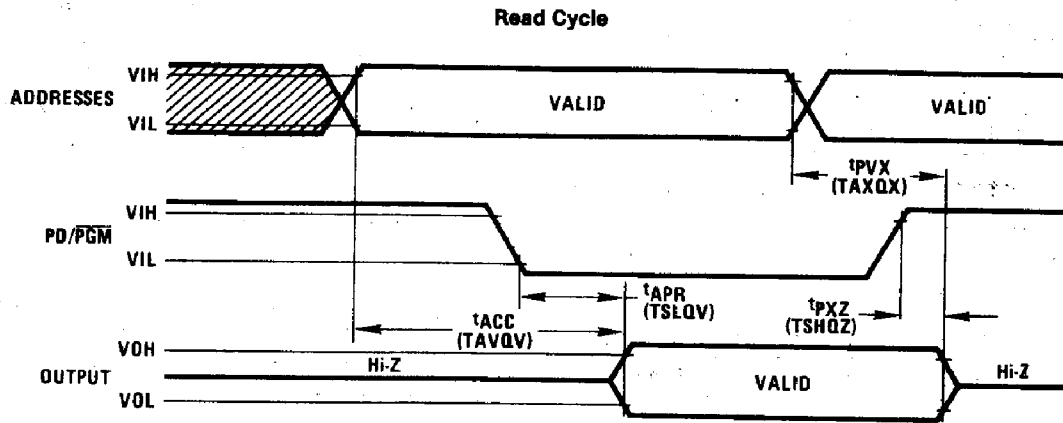 Read Cycle
VIH
ADDRESSES
VIL
VALID
VALID
tPVX
(TAXQX)
VIH
PD/PGM
VIL
tAPR
(TSLQV)
tPXZ
(TSHQZ)
tACC
(TAVQV)
VOH
OUTPUT
VOL
Hi-Z
VALID
Hi-Z